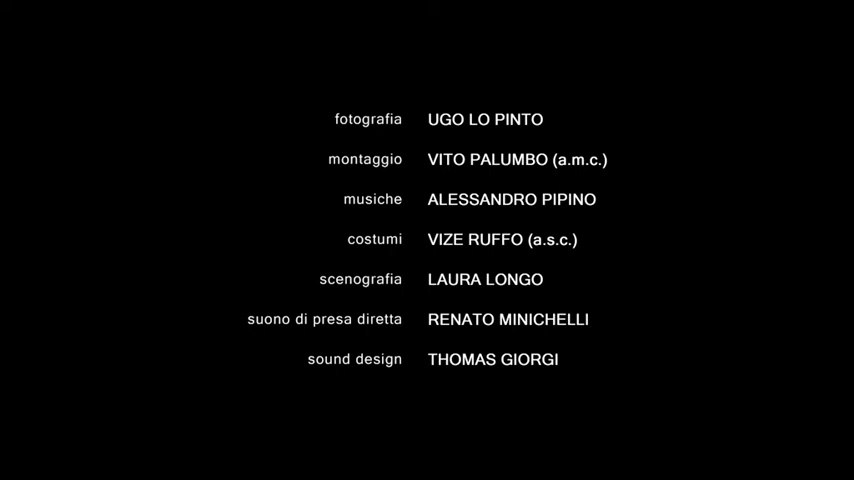 fotografia UGO LO PINTO
montaggio VITO PALUMBO (a.m.c.)
musiche ALESSANDRO PIPINO
costumi VIZE RUFFO (a.s.c.)
scenografia LAURA LONGO
suono di presa diretta RENATO MINICHELLI
sound design THOMAS GIORGI